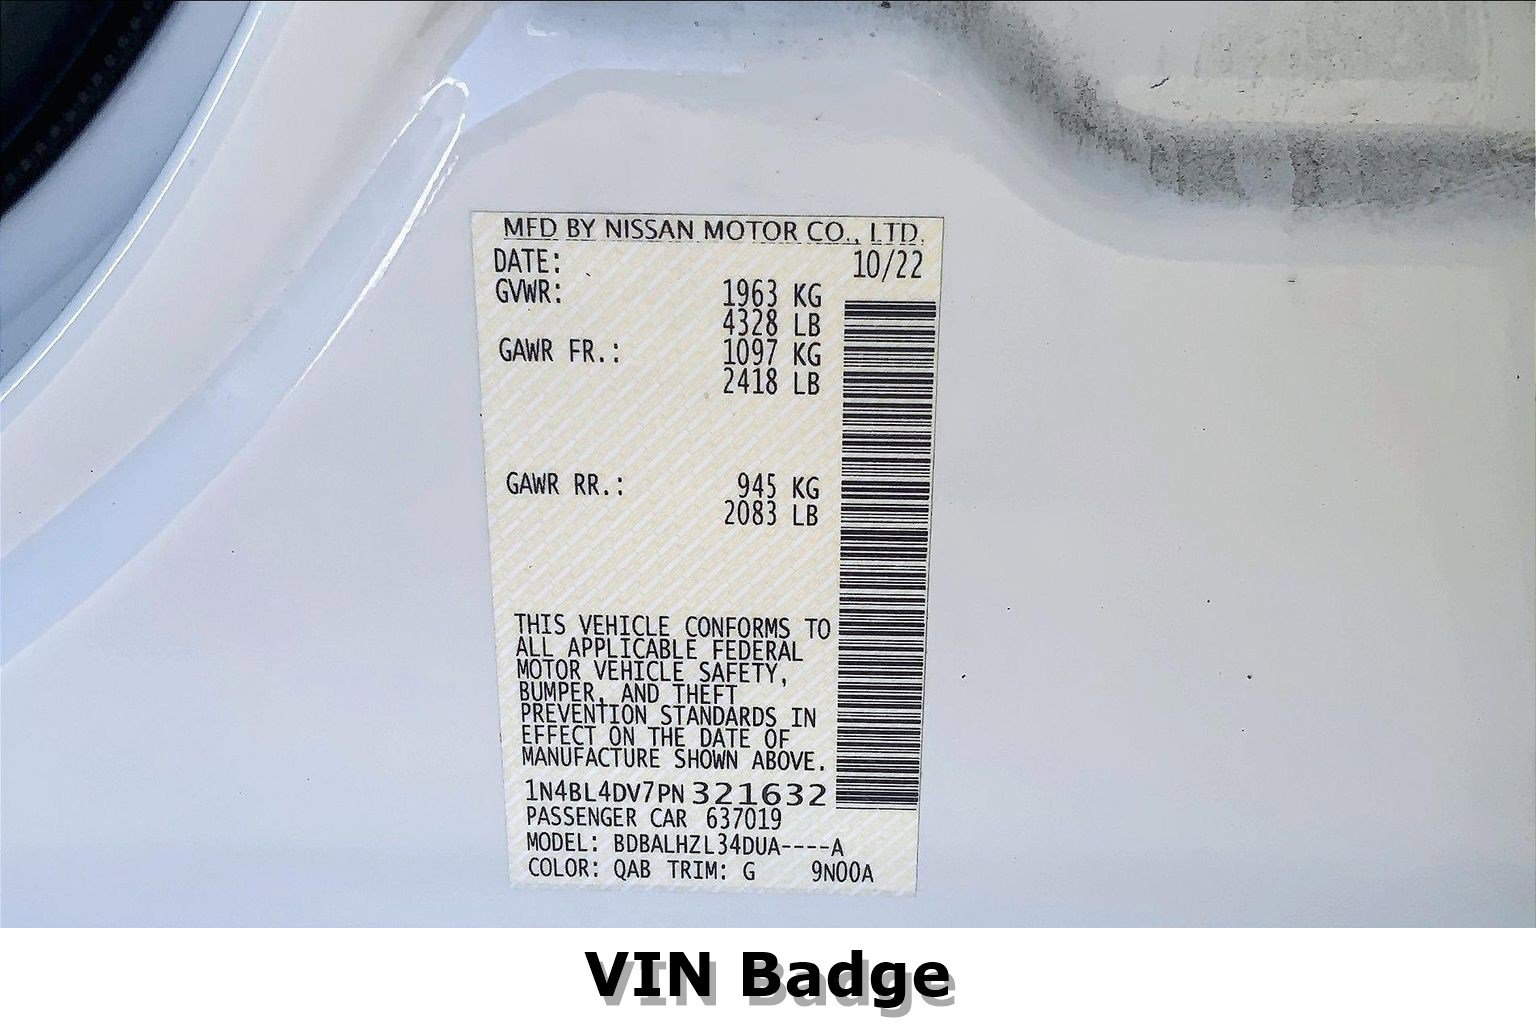 MFD BY NISSAN MOTOR CO., LTD.
DATE: 10/22
GVWR: 1963 KG
4328 LB
GAWR FR.: 1097 KG
2418 LB
GAWR RR.: 945 KG
2083 LB
THIS VEHICLE CONFORMS TO
ALL APPLICABLE FEDERAL
MOTOR VEHICLE SAFETY,
BUMPER, AND THEFT
PREVENTION STANDARDS IN
EFFECT ON THE DATE OF
MANUFACTURE SHOWN ABOVE.
1N4BL4DV7PN321632
PASSENGER CAR 637019
MODEL: BDBALHZL34DUA----A
COLOR: QAB TRIM: G 9N00A
VIN Badge